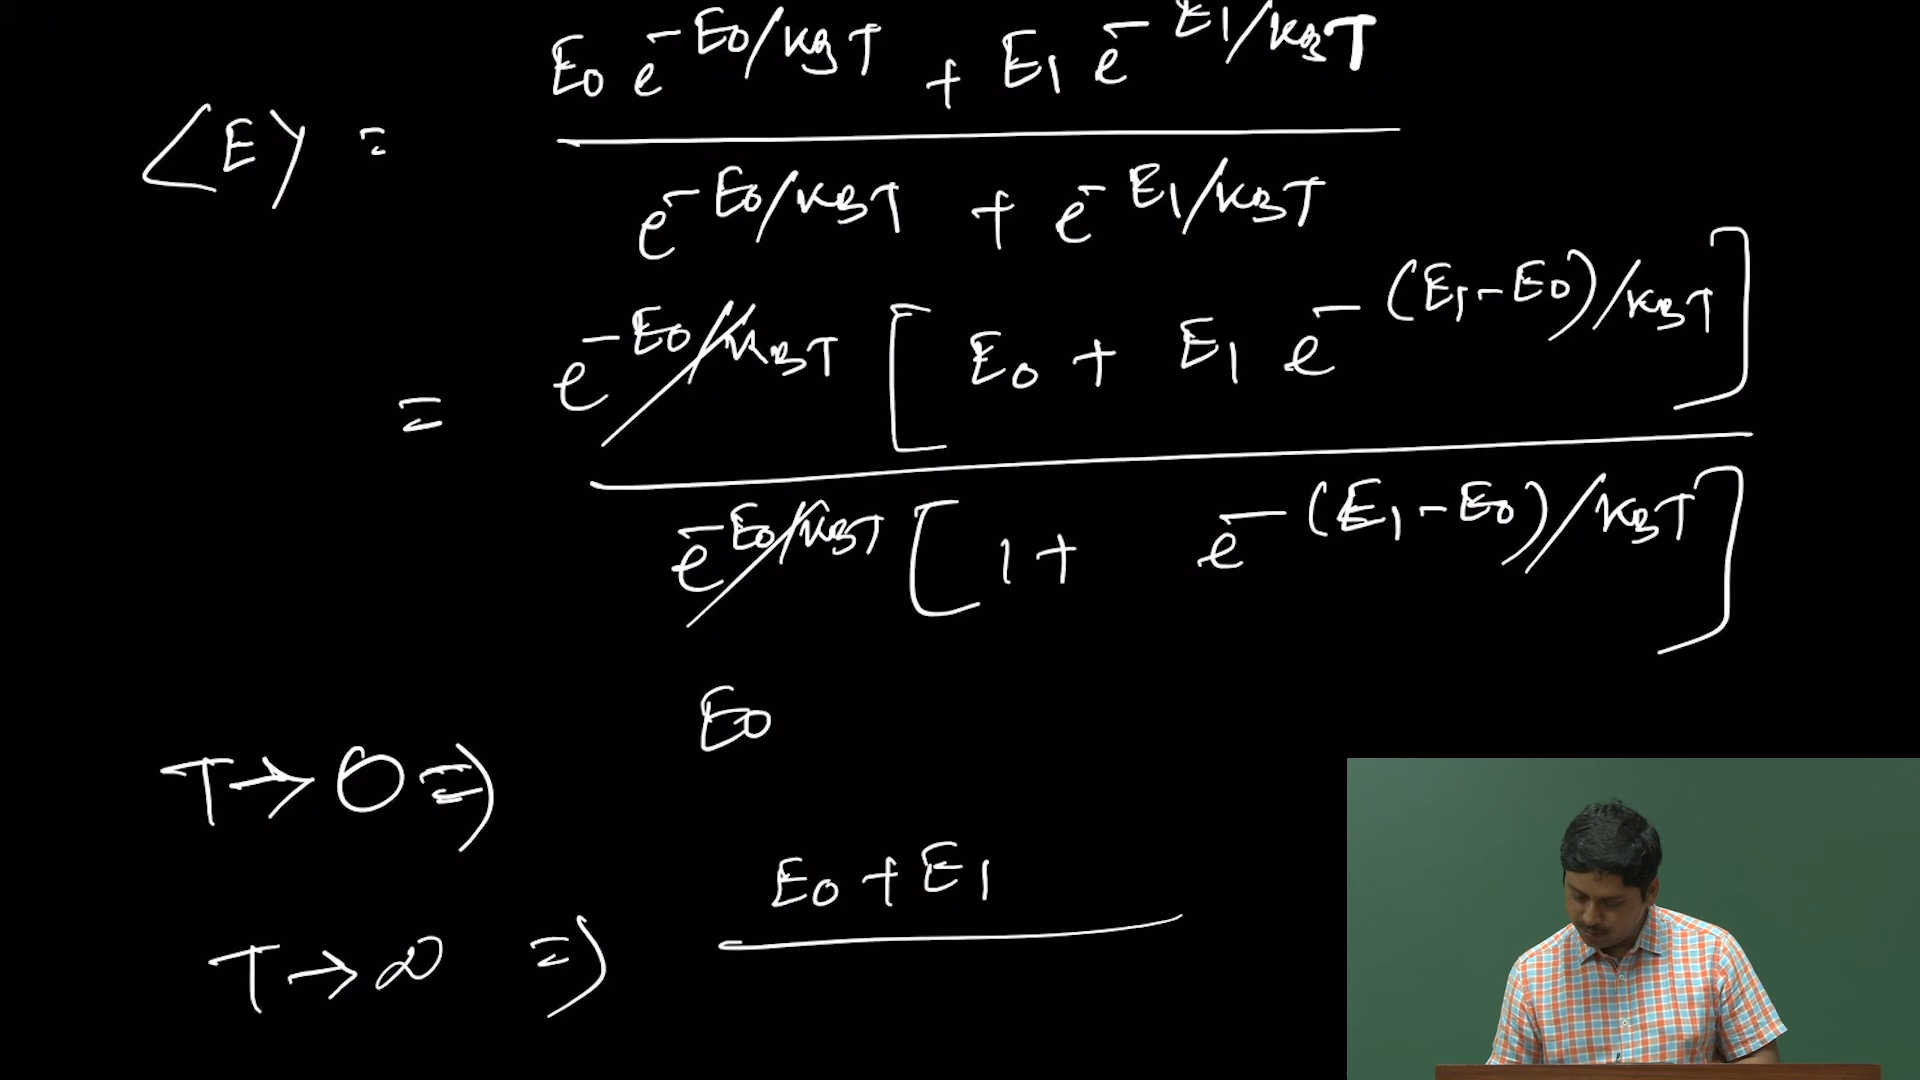 ⟨E⟩ = E₀ e^(-E₀/k_BT) + E₁ e^(-E₁/k_BT)
e^(-E₀/k_BT) + e^(-E₁/k_BT)
= e^(-E₀/k_BT) [E₀ + E₁ e^(-(E₁-E₀)/k_BT)]
e^(-E₀/k_BT) [1 + e^(-(E₁-E₀)/k_BT)]
T→0 ⇒ E₀
T→∞ ⇒ E₀ + E₁